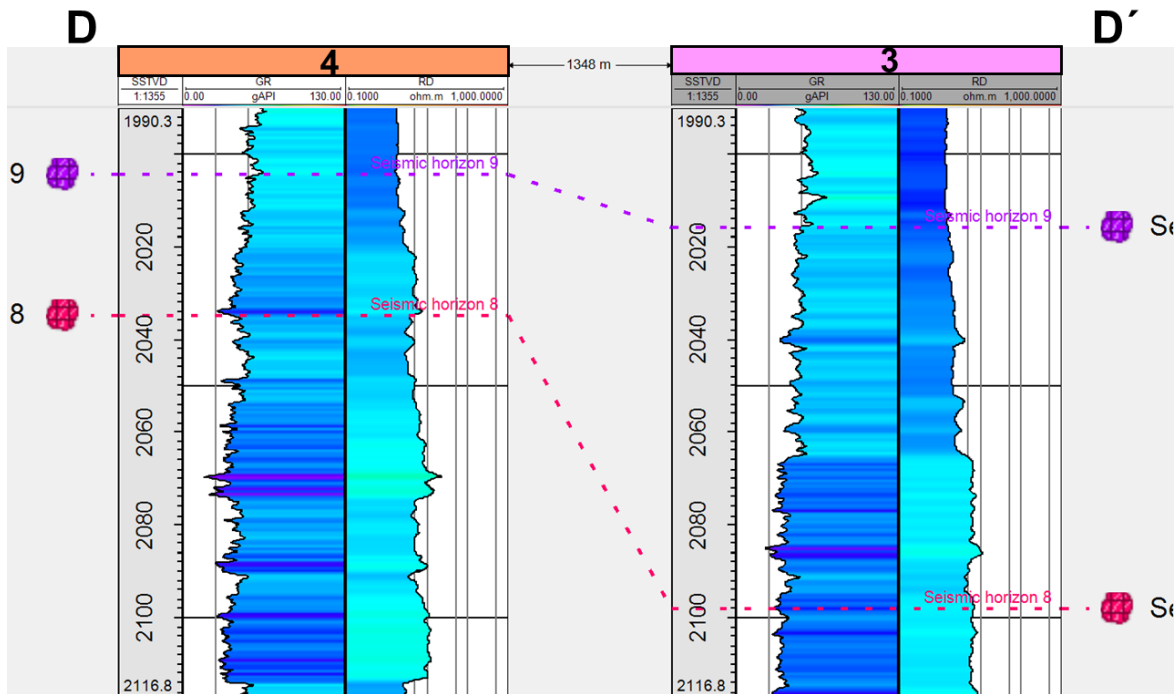 D D´
4 1348 m 3
SSTVD GR RD SSTVD GR RD
1:1355 0.00 gAPI 130.00 0.1000 ohm.m 1,000.0000 1:1355 0.00 gAPI 130.00 0.1000 ohm.m 1,000.0000
1990.3 1990.3
9 Seismic horizon 9 Seismic horizon 9 Se
2020 2020
8 Seismic horizon 8
2040 2040
2060 2060
2080 2080
Seismic horizon 8 Se
2100 2100
2116.8 2116.8